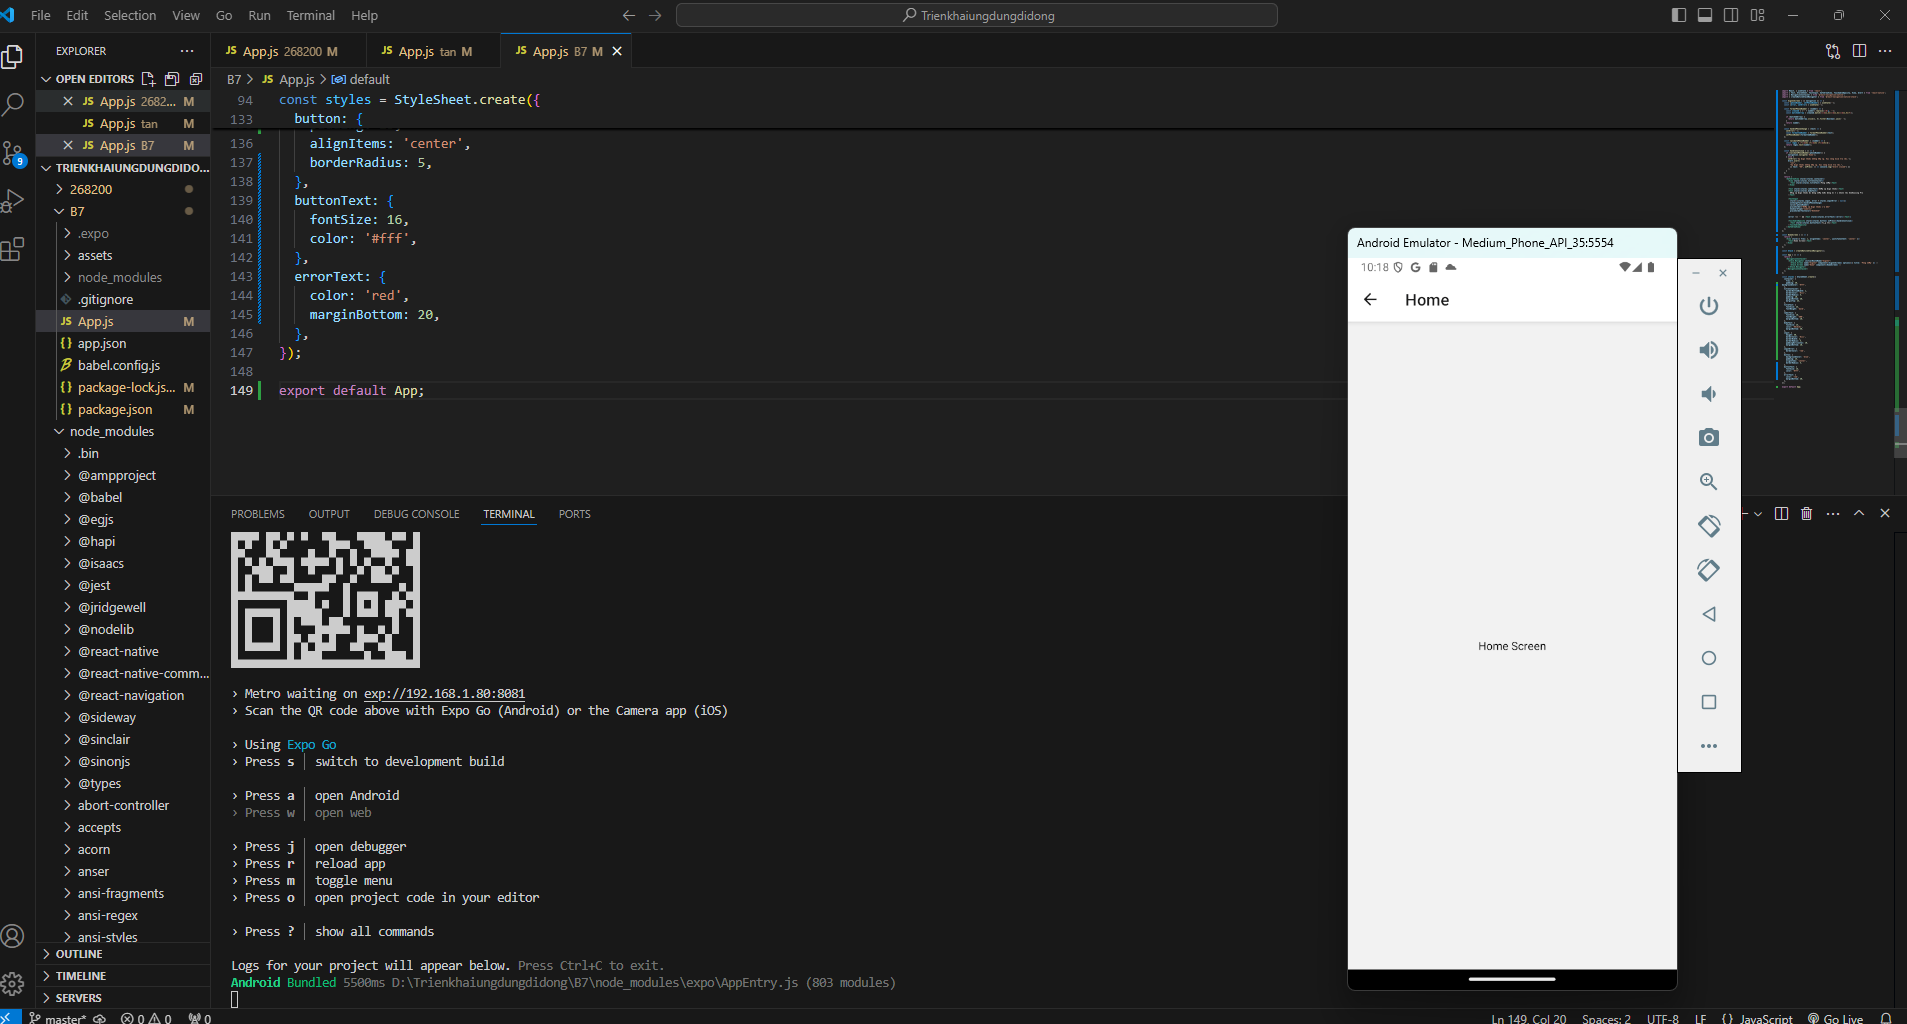 File Edit Selection View Go Run Terminal Help
Trienkhaiungdungdidong
EXPLORER
OPEN EDITORS
App.js 2682... M
App.js tan M
App.js B7 M
TRIENKHAIUNGDUNGDIDO...
268200
B7
.expo
assets
node_modules
.gitignore
App.js M
app.json
babel.config.js
package-lock.js... M
package.json M
node_modules
.bin
@ampproject
@babel
@egjs
@hapi
@isaacs
@jest
@jridgewell
@nodelib
@react-native
@react-native-comm...
@react-navigation
@sideway
@sinclair
@sinonjs
@types
abort-controller
accepts
acorn
anser
ansi-fragments
ansi-regex
ansi-styles
OUTLINE
TIMELINE
SERVERS
JS App.js 268200 M
JS App.js tan M
JS App.js B7 M
B7 > JS App.js > default
94 const styles = StyleSheet.create({
133 button: {
136 alignItems: 'center',
137 borderRadius: 5,
138 },
139 buttonText: {
140 fontSize: 16,
141 color: '#fff',
142 },
143 errorText: {
144 color: 'red',
145 marginBottom: 20,
146 },
147 });
148
149 export default App;
PROBLEMS OUTPUT DEBUG CONSOLE TERMINAL PORTS
› Metro waiting on exp://192.168.1.80:8081
› Scan the QR code above with Expo Go (Android) or the Camera app (iOS)
› Using Expo Go
› Press s │ switch to development build
› Press a │ open Android
› Press w │ open web
› Press j │ open debugger
› Press r │ reload app
› Press m │ toggle menu
› Press o │ open project code in your editor
› Press ? │ show all commands
Logs for your project will appear below. Press Ctrl+C to exit.
Android Bundled 5500ms D:\Trienkhaiungdungdidong\B7\node_modules\expo\AppEntry.js (803 modules)
Android Emulator - Medium_Phone_API_35:5554
10:18
Home
Home Screen
9
master* 0 0 0
Ln 149, Col 20 Spaces: 2 UTF-8 LF {} JavaScript Go Live